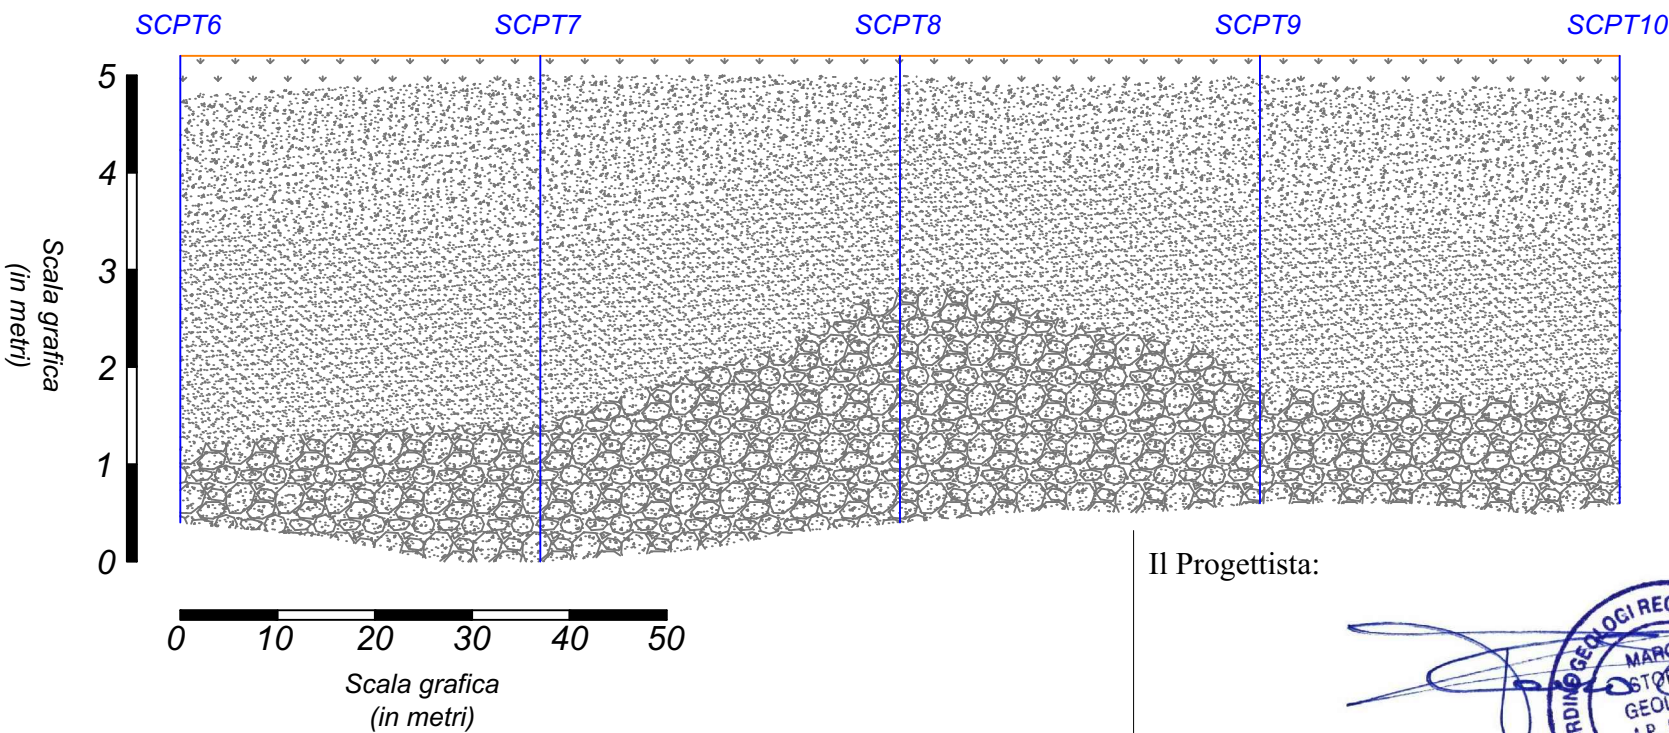 SCPT6 SCPT7 SCPT8 SCPT9 SCPT10
5
4
3
2
1
0
Scala grafica
(in metri)
0 10 20 30 40 50
Scala grafica
(in metri)
Il Progettista: